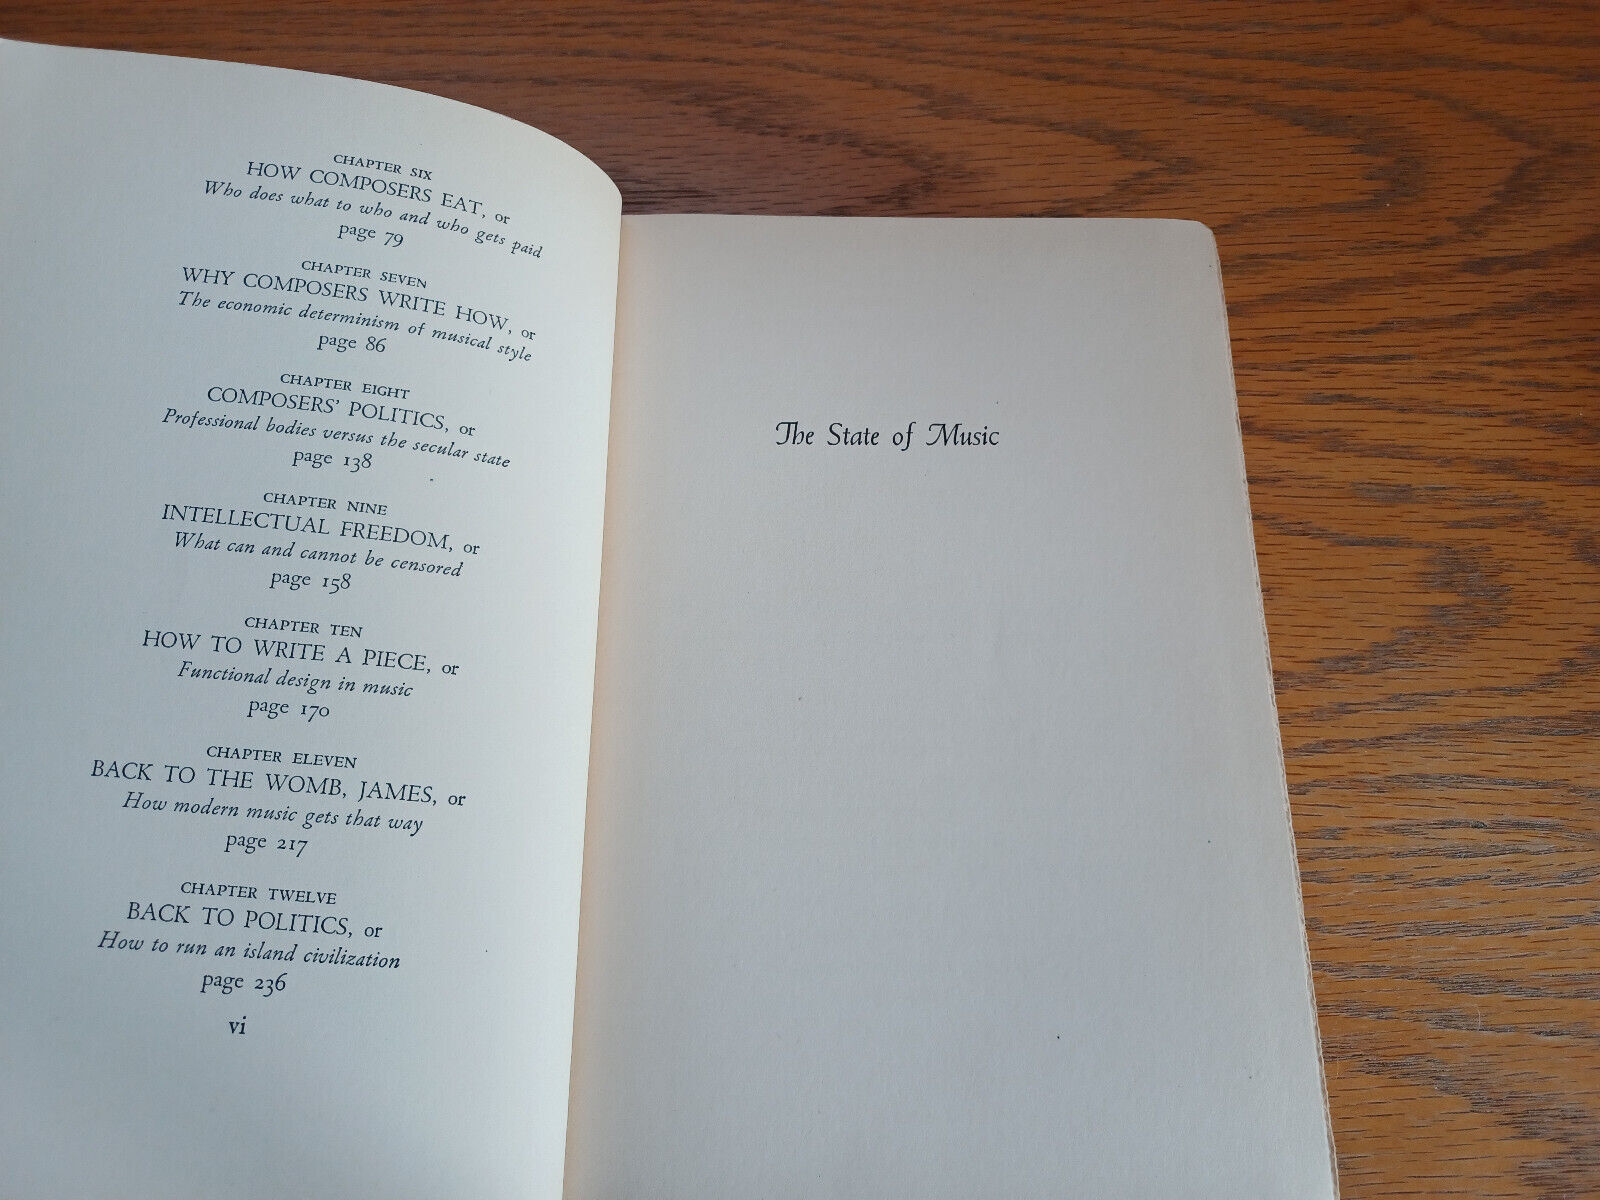 CHAPTER SIX
HOW COMPOSERS EAT, or
Who does what to who and who gets paid
page 79
CHAPTER SEVEN
WHY COMPOSERS WRITE HOW, or
The economic determinism of musical style
page 86
CHAPTER EIGHT
COMPOSERS' POLITICS, or
Professional bodies versus the secular state
page 138
CHAPTER NINE
INTELLECTUAL FREEDOM, or
What can and cannot be censored
page 158
CHAPTER TEN
HOW TO WRITE A PIECE, or
Functional design in music
page 170
CHAPTER ELEVEN
BACK TO THE WOMB, JAMES, or
How modern music gets that way
page 217
CHAPTER TWELVE
BACK TO POLITICS, or
How to run an island civilization
page 236
vi
The State of Music